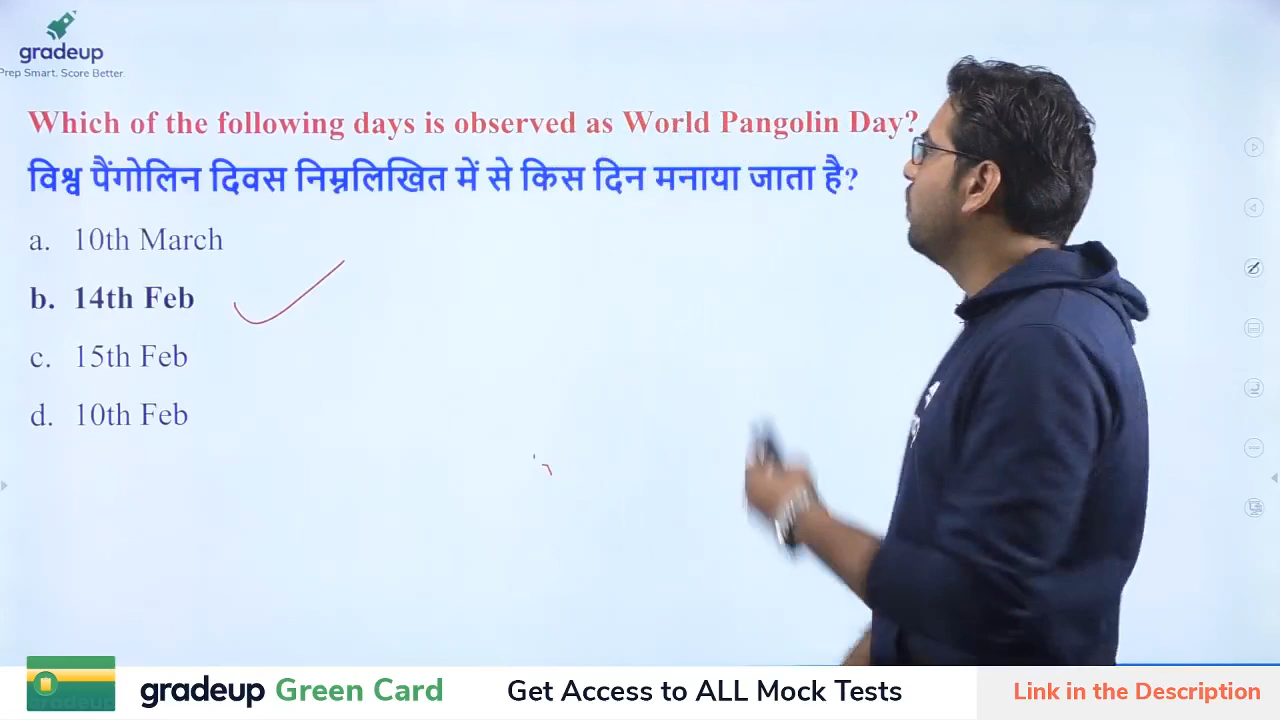 gradeup
Prep Smart. Score Better
Which of the following days is observed as World Pangolin Day?
विश्व पैंगोलिन दिवस निम्नलिखित में से किस दिन मनाया जाता है?
a. 10th March
b. 14th Feb
c. 15th Feb
d. 10th Feb
gradeup Green Card
Get Access to ALL Mock Tests
Link in the Description
gradeup